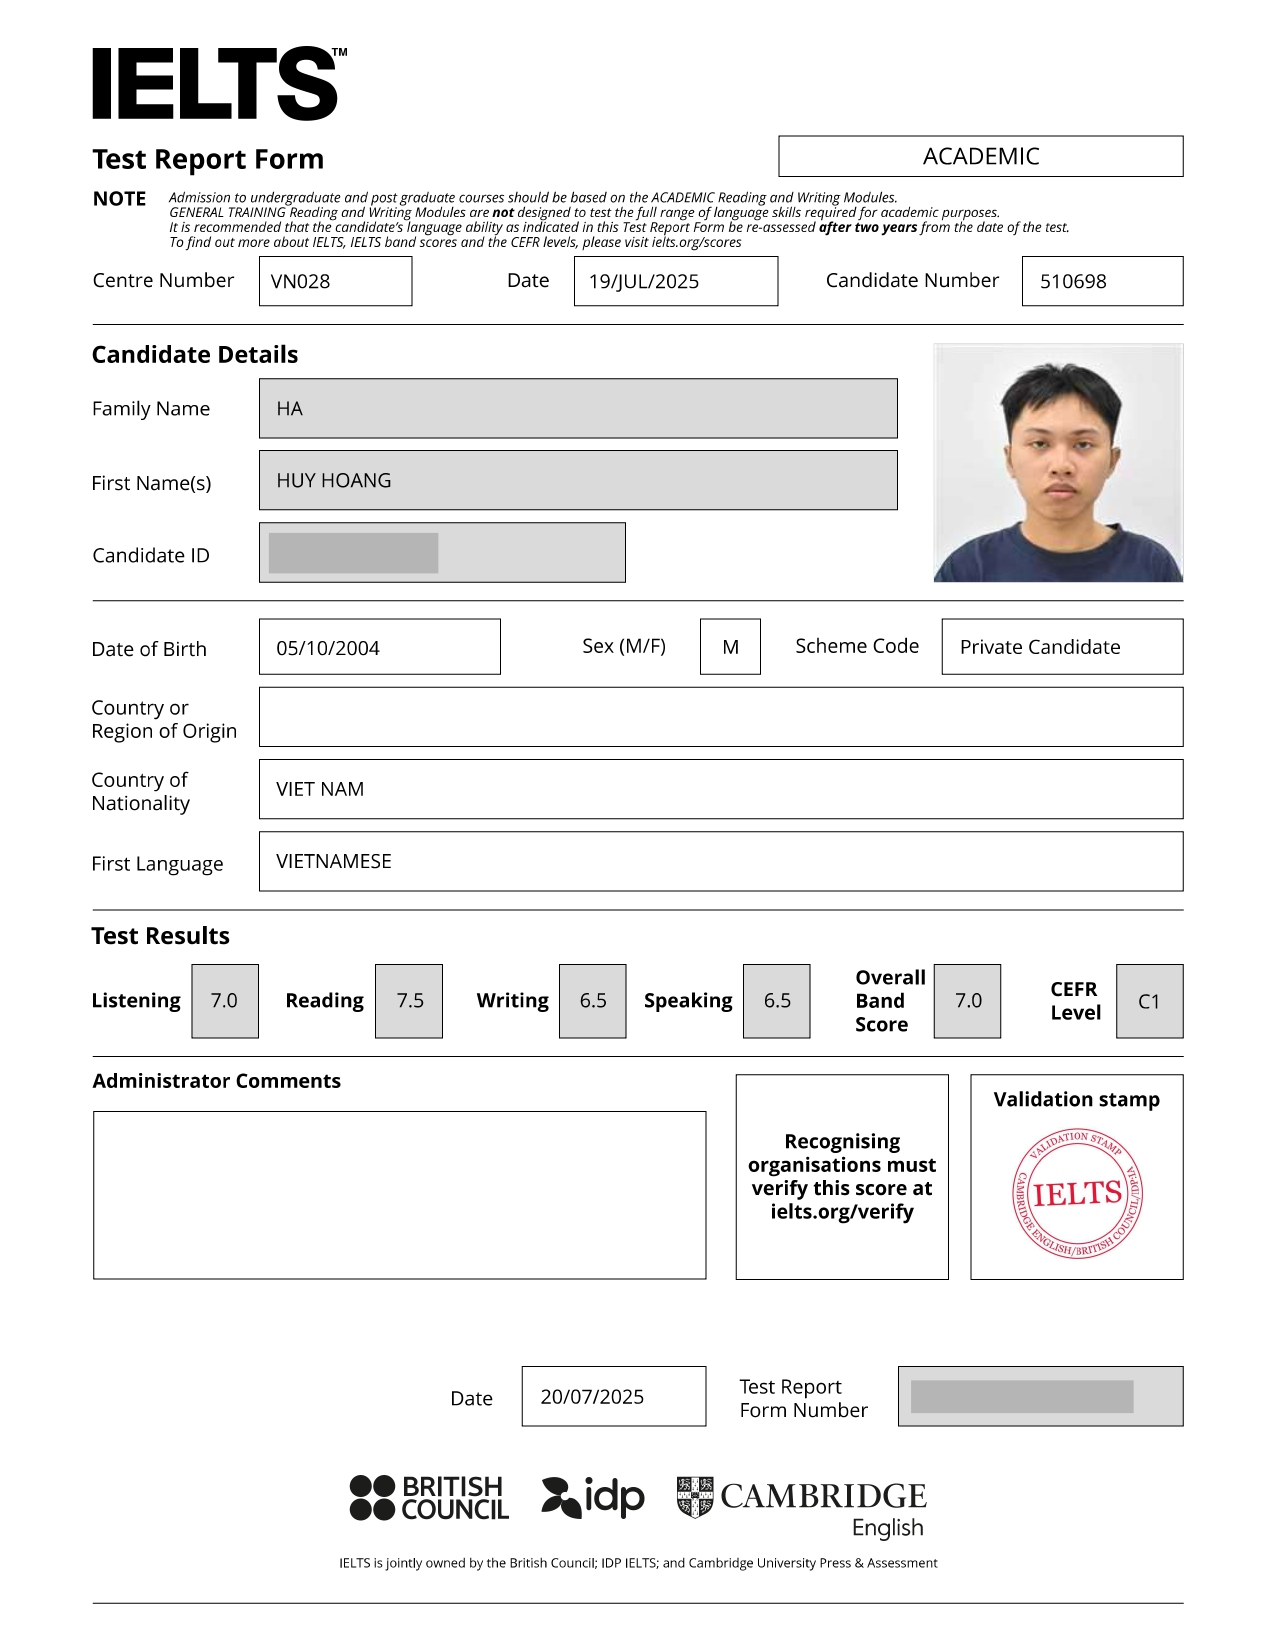 IELTS™
Test Report Form
ACADEMIC
NOTE
Admission to undergraduate and post graduate courses should be based on the ACADEMIC Reading and Writing Modules.
GENERAL TRAINING Reading and Writing Modules are not designed to test the full range of language skills required for academic purposes.
It is recommended that the candidate's language ability as indicated in this Test Report Form be re-assessed after two years from the date of the test.
To find out more about IELTS, IELTS band scores and the CEFR levels, please visit ielts.org/scores
Centre Number VN028 Date 19/JUL/2025 Candidate Number 510698
Candidate Details
Family Name HA
First Name(s) HUY HOANG
Candidate ID
Date of Birth 05/10/2004 Sex (M/F) M Scheme Code Private Candidate
Country or
Region of Origin
Country of
Nationality
VIET NAM
First Language VIETNAMESE
Test Results
Listening 7.0 Reading 7.5 Writing 6.5 Speaking 6.5
Overall
Band
Score
7.0
CEFR
Level
C1
Administrator Comments
Recognising
organisations must
verify this score at
ielts.org/verify
Validation stamp
VALIDATION STAMP
IELTS
CAMBRIDGE ENGLISH/BRITISH COUNCIL/IDP:IA
Date 20/07/2025
Test Report
Form Number
BRITISH
COUNCIL
idp
CAMBRIDGE
English
IELTS is jointly owned by the British Council; IDP IELTS; and Cambridge University Press & Assessment